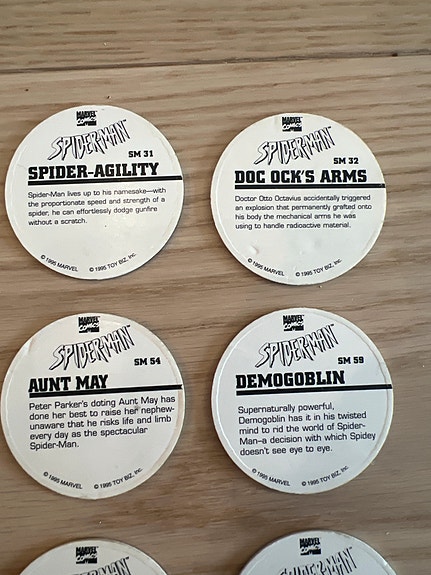 MARVEL
COMICS
SPIDER-MAN
SM 31
SPIDER-AGILITY
Spider-Man lives up to his namesake—with
the proportionate speed and strength of a
spider, he can effortlessly dodge gunfire
without a scratch.
© 1995 MARVEL © 1995 TOY BIZ, Inc.
MARVEL
COMICS
SPIDER-MAN
SM 32
DOC OCK'S ARMS
Doctor Otto Octavius accidentally triggered
an explosion that permanently grafted onto
his body the mechanical arms he was
using to handle radioactive material.
© 1995 MARVEL © 1995 TOY BIZ, Inc.
MARVEL
COMICS
SPIDER-MAN
SM 54
AUNT MAY
Peter Parker's doting Aunt May has
done her best to raise her nephew-
unaware that he risks life and limb
every day as the spectacular
Spider-Man.
© 1995 MARVEL © 1995 TOY BIZ, Inc.
MARVEL
COMICS
SPIDER-MAN
SM 59
DEMOGOBLIN
Supernaturally powerful,
Demogoblin has it in his twisted
mind to rid the world of Spider-
Man–a decision with which Spidey
doesn't see eye to eye.
© 1995 MARVEL © 1995 TOY BIZ, Inc.
MARVEL
COMICS
SPIDER-MAN
MARVEL
COMICS
SPIDER-MAN